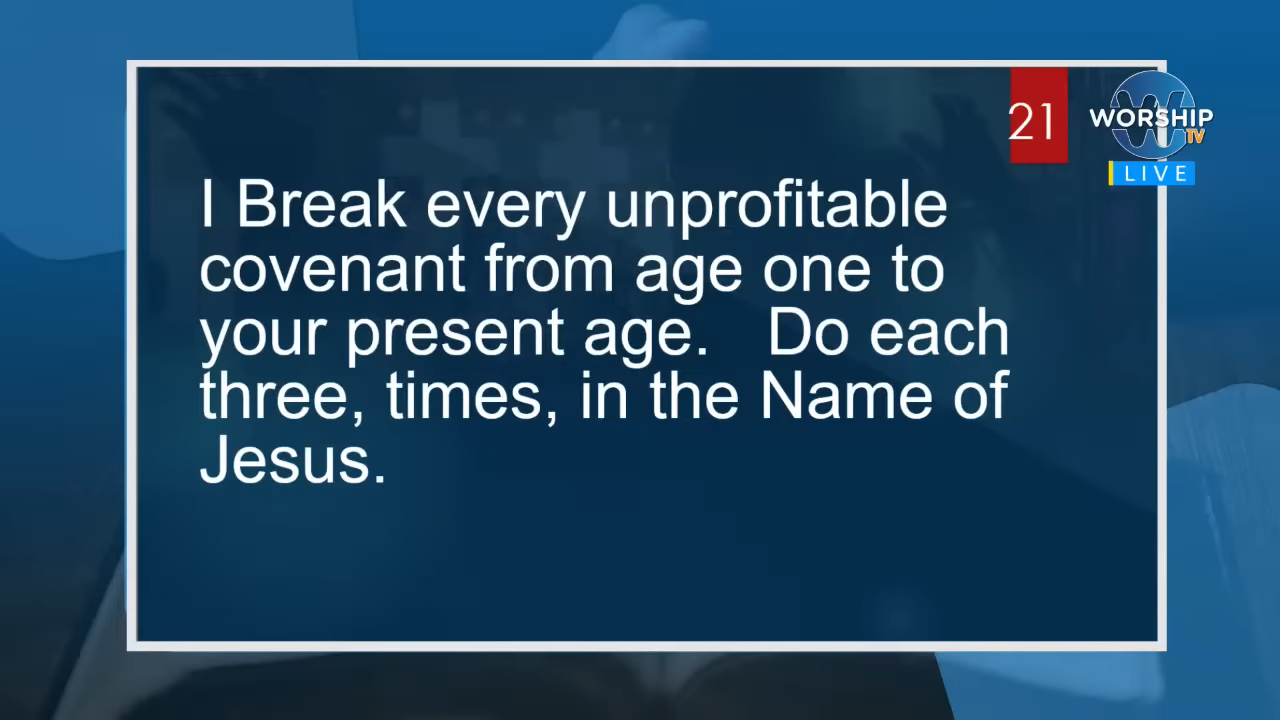 21
WORSHIP
TV
LIVE
I Break every unprofitable
covenant from age one to
your present age.   Do each
three, times, in the Name of
Jesus.